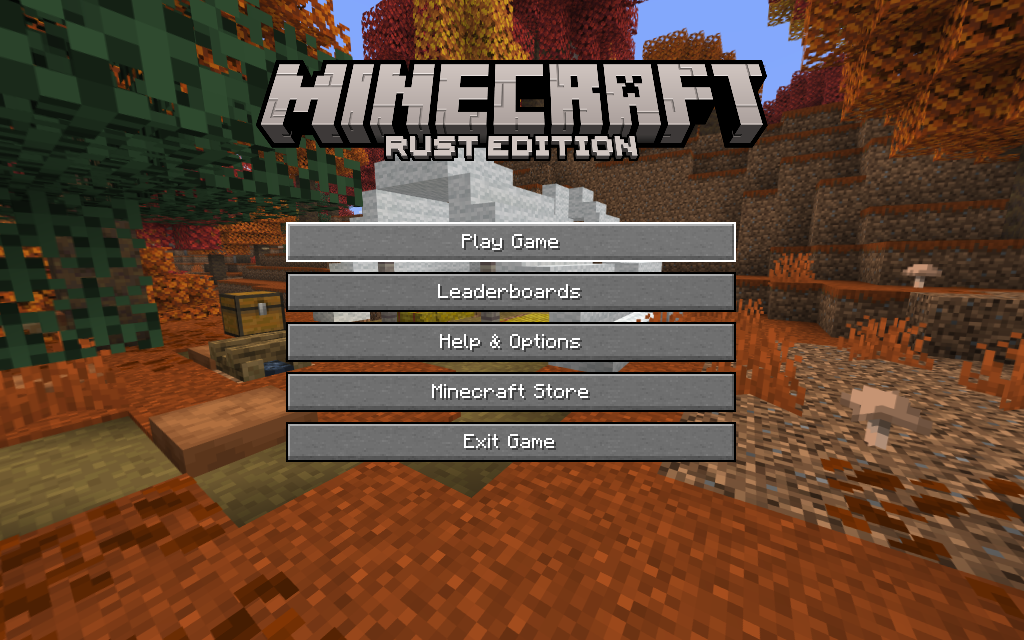 MINECRAFT
RUST EDITION
Play Game
Leaderboards
Help & Options
Minecraft Store
Exit Game